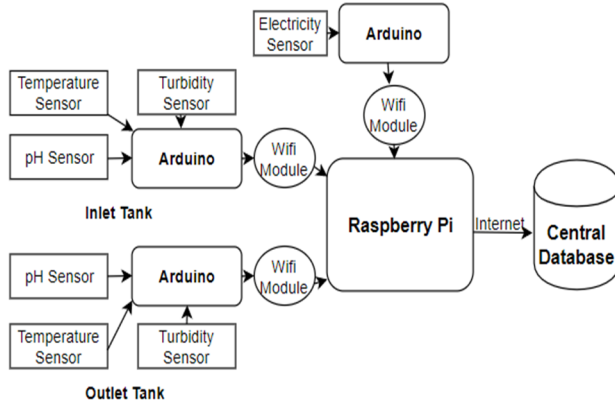 Electricity
Sensor
Arduino
Temperature
Sensor
Turbidity
Sensor
Wifi
Module
pH Sensor
Arduino
Wifi
Module
Inlet Tank
Raspberry Pi
Internet
Central
Database
pH Sensor
Arduino
Wifi
Module
Temperature
Sensor
Turbidity
Sensor
Outlet Tank